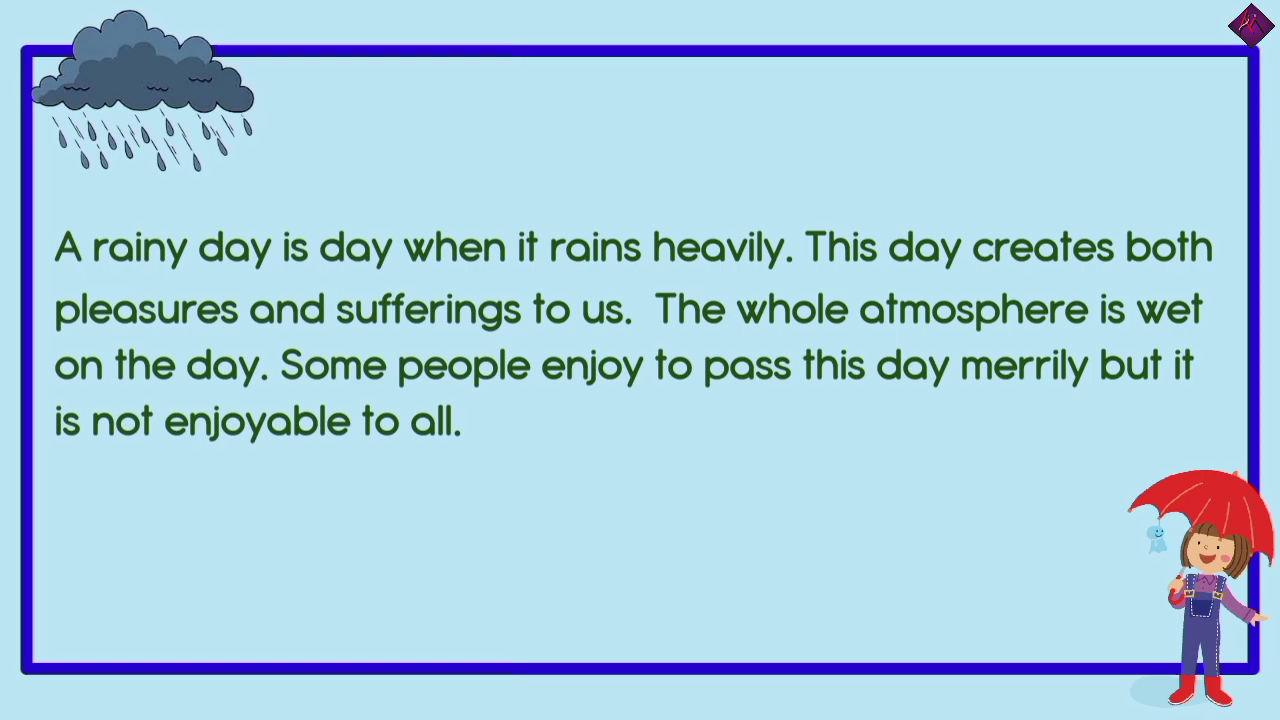 A rainy day is day when it rains heavily. This day creates both
pleasures and sufferings to us.  The whole atmosphere is wet
on the day. Some people enjoy to pass this day merrily but it
is not enjoyable to all.